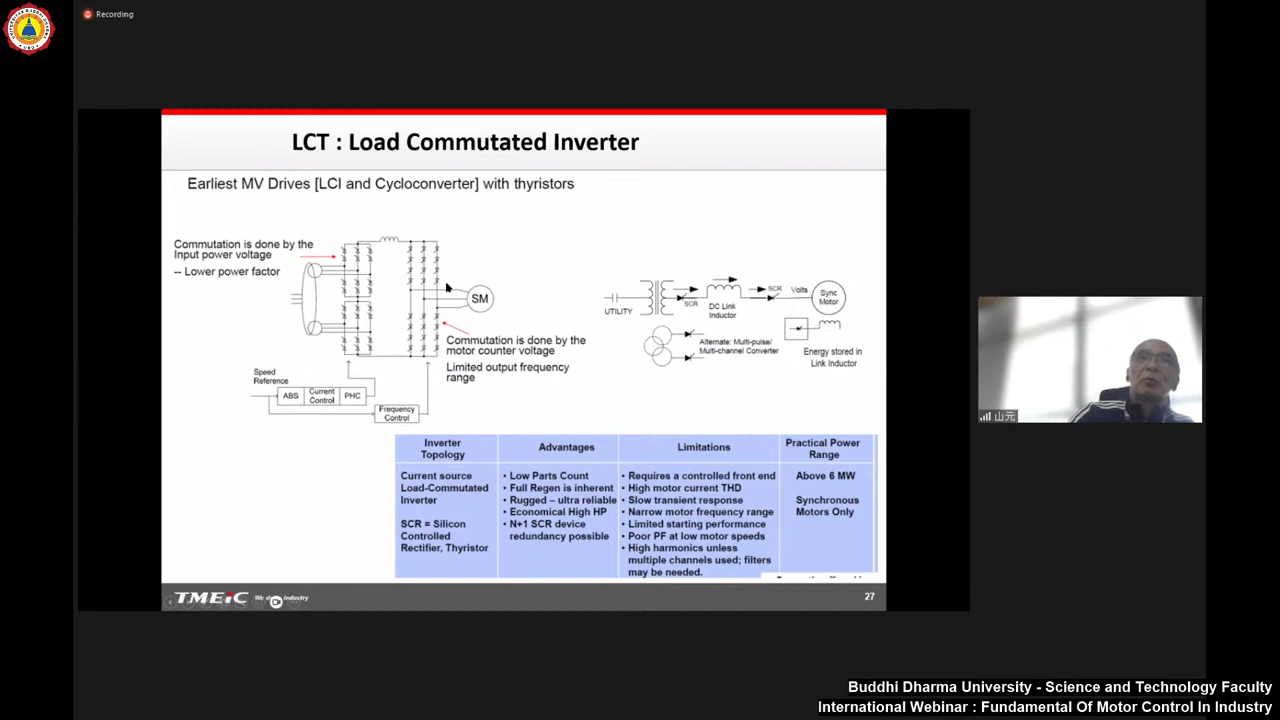 Recording
LCT : Load Commutated Inverter
Earliest MV Drives [LCI and Cycloconverter] with thyristors
Commutation is done by the
Input power voltage
-- Lower power factor
SM
Commutation is done by the
motor counter voltage
Limited output frequency
range
Speed
Reference
ABS
Current
Control
PHC
Frequency
Control
UTILITY
SCR
DC Link
Inductor
SCR
Volts
Sync
Motor
Alternate: Multi-pulse/
Multi-channel Converter
Energy stored in
Link Inductor
Inverter
Topology
Advantages
Limitations
Practical Power
Range
Current source
Load-Commutated
Inverter
SCR = Silicon
Controlled
Rectifier, Thyristor
• Low Parts Count
• Full Regen is inherent
• Rugged – ultra reliable
• Economical High HP
• N+1 SCR device
redundancy possible
• Requires a controlled front end
• High motor current THD
• Slow transient response
• Narrow motor frequency range
• Limited starting performance
• Poor PF at low motor speeds
• High harmonics unless
multiple channels used; filters
may be needed.
Above 6 MW
Synchronous
Motors Only
TMEIC
industry
27
山元
Buddhi Dharma University - Science and Technology Faculty
International Webinar : Fundamental Of Motor Control In Industry